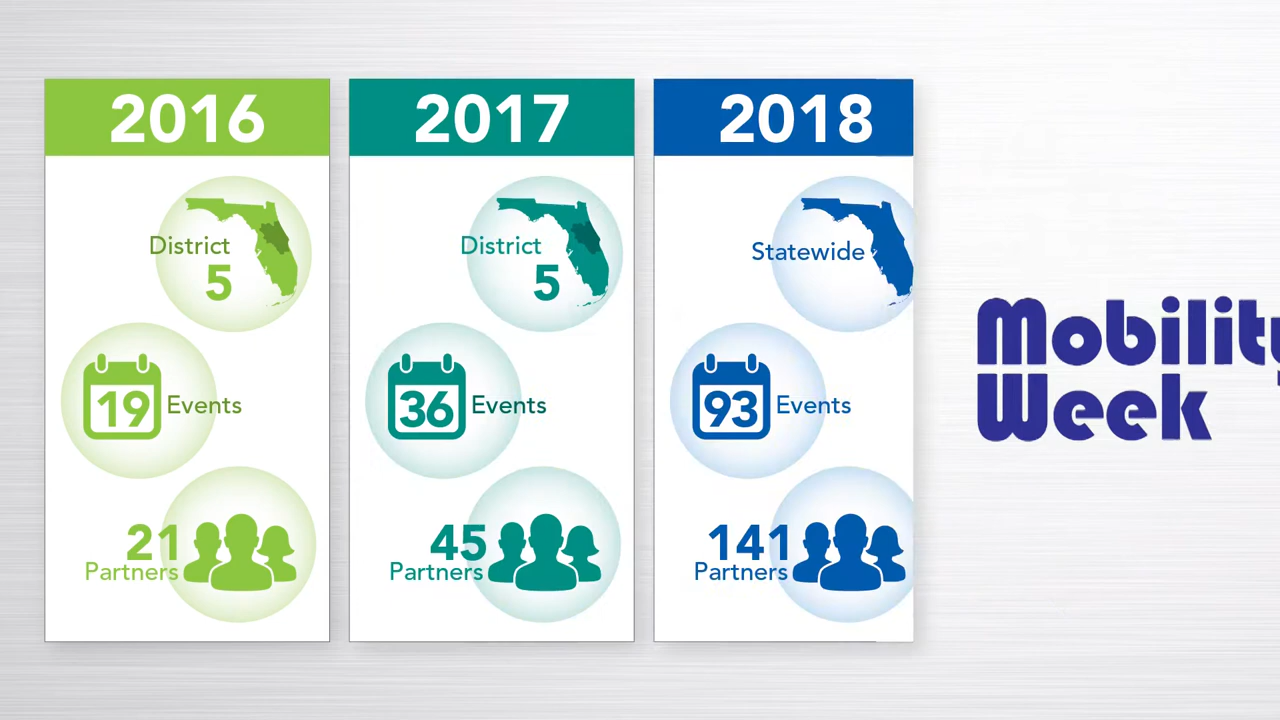 2016
District
5
19 Events
21
Partners
2017
District
5
36 Events
45
Partners
2018
Statewide
93 Events
141
Partners
Mobility
Week